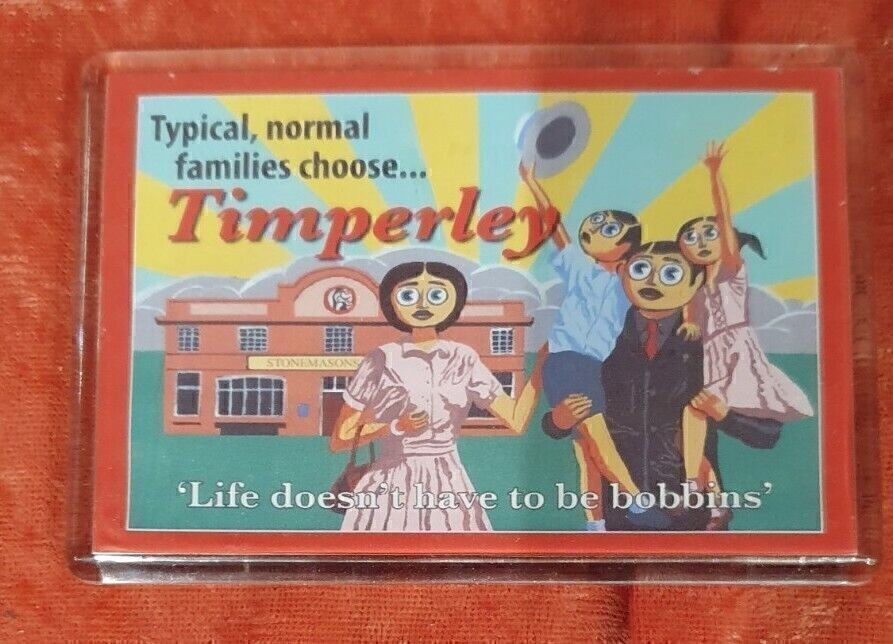 Typical, normal
families choose...
Timperley
STONEMASONS
'Life doesn't have to be bobbins'